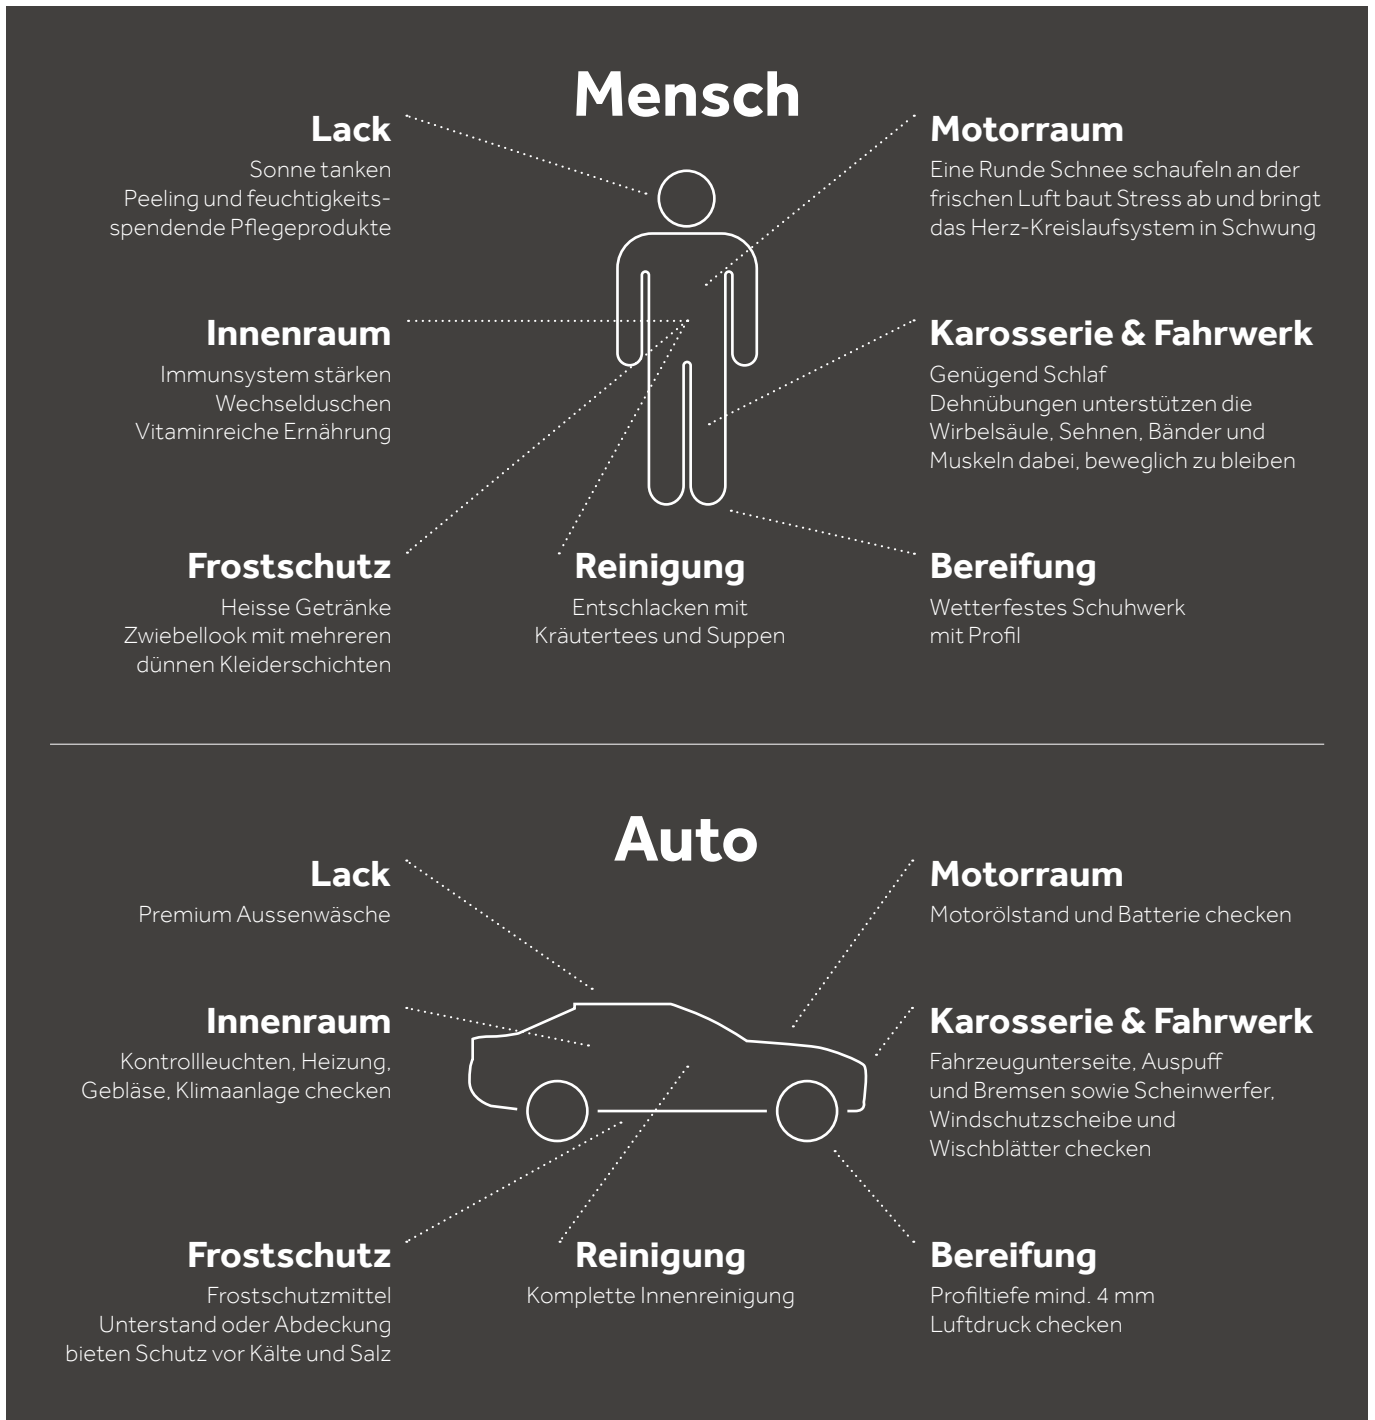 Mensch
Lack
Sonne tanken
Peeling und feuchtigkeits-
spendende Pflegeprodukte
Motorraum
Eine Runde Schnee schaufeln an der
frischen Luft baut Stress ab und bringt
das Herz-Kreislaufsystem in Schwung
Innenraum
Immunsystem stärken
Wechselduschen
Vitaminreiche Ernährung
Karosserie & Fahrwerk
Genügend Schlaf
Dehnübungen unterstützen die
Wirbelsäule, Sehnen, Bänder und
Muskeln dabei, beweglich zu bleiben
Frostschutz
Heisse Getränke
Zwiebellook mit mehreren
dünnen Kleiderschichten
Reinigung
Entschlacken mit
Kräutertees und Suppen
Bereifung
Wetterfestes Schuhwerk
mit Profil
Auto
Lack
Premium Aussenwäsche
Motorraum
Motorölstand und Batterie checken
Innenraum
Kontrollleuchten, Heizung,
Gebläse, Klimaanlage checken
Karosserie & Fahrwerk
Fahrzeugunterseite, Auspuff
und Bremsen sowie Scheinwerfer,
Windschutzscheibe und
Wischblätter checken
Frostschutz
Frostschutzmittel
Unterstand oder Abdeckung
bieten Schutz vor Kälte und Salz
Reinigung
Komplette Innenreinigung
Bereifung
Profiltiefe mind. 4 mm
Luftdruck checken